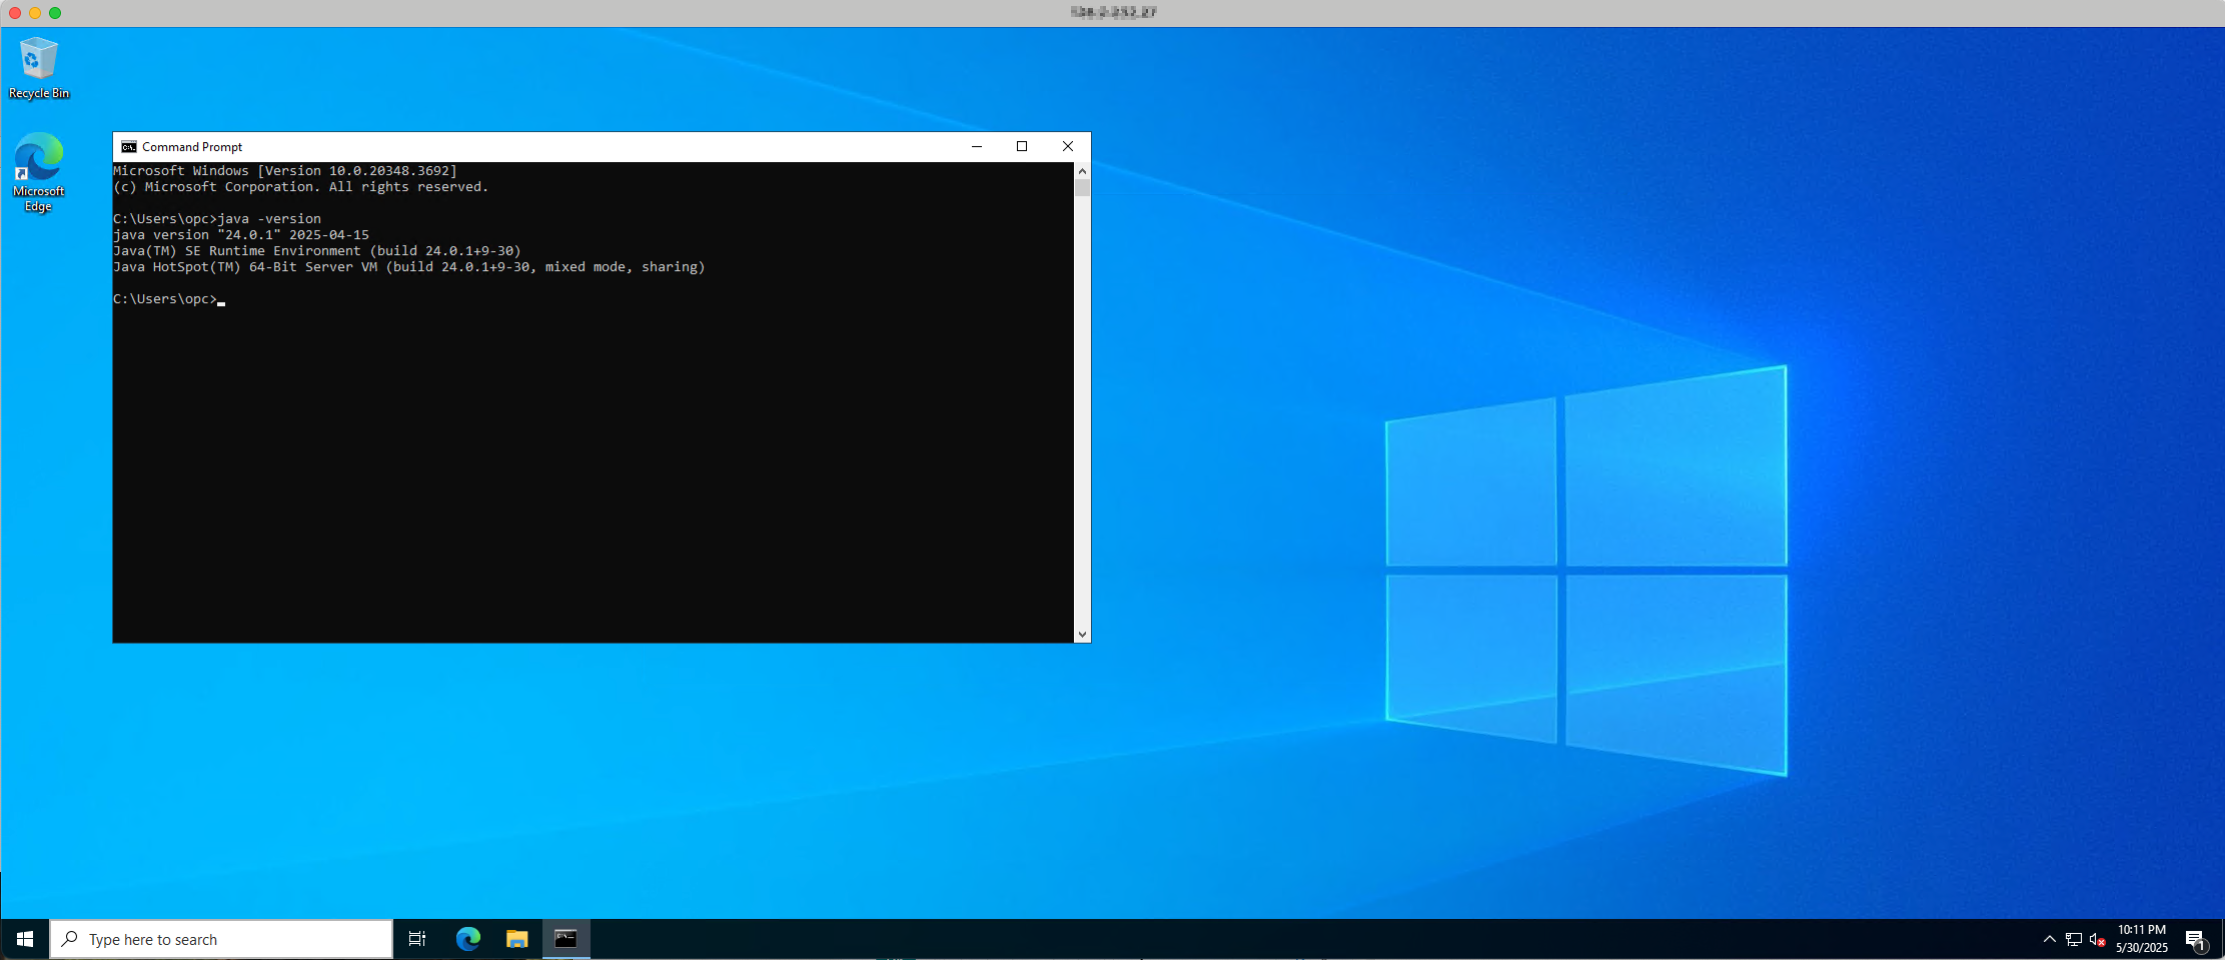 Recycle Bin
Microsoft
Edge
Command Prompt
Microsoft Windows [Version 10.0.20348.3692]
(c) Microsoft Corporation. All rights reserved.
C:\Users\opc>java -version
java version "24.0.1" 2025-04-15
Java(TM) SE Runtime Environment (build 24.0.1+9-30)
Java HotSpot(TM) 64-Bit Server VM (build 24.0.1+9-30, mixed mode, sharing)
C:\Users\opc>
Type here to search
10:11 PM
5/30/2025
1